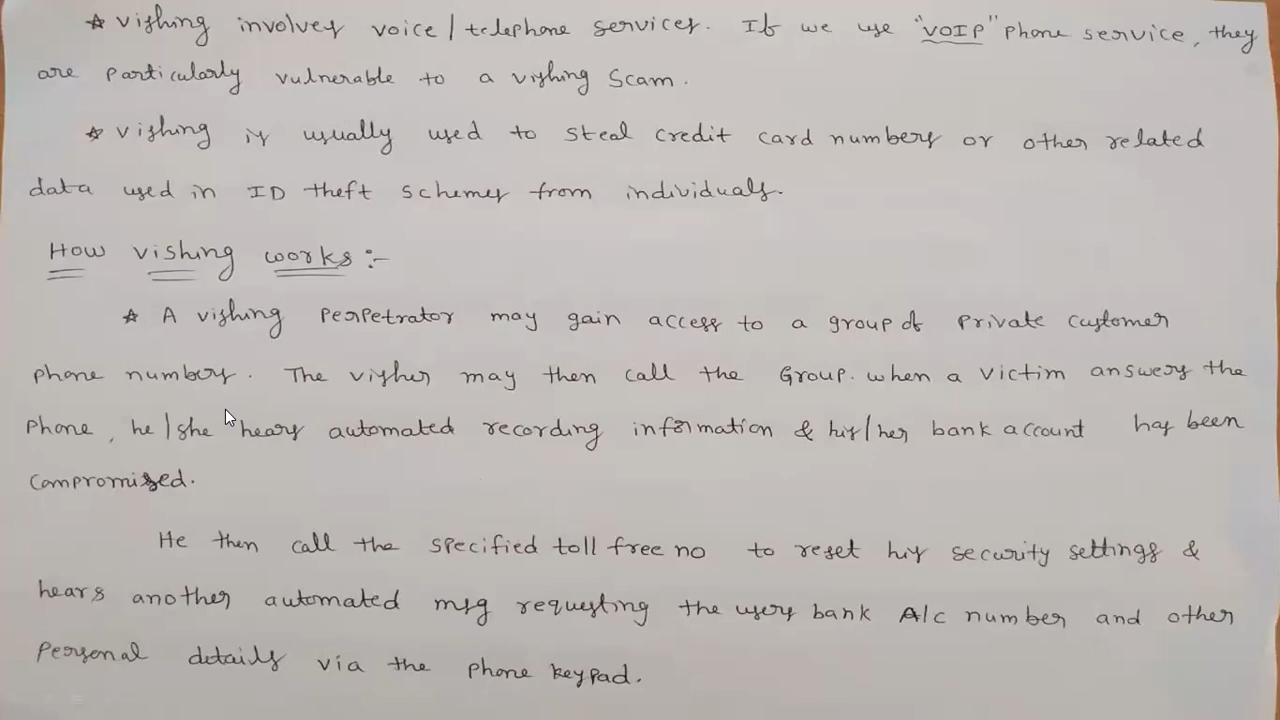 * Vishing involves voice / telephone services. If we use "VOIP" phone service, they
are particularly vulnerable to a vishing scam.
* Vishing is usually used to steal credit card numbers or other related
data used in ID theft schemes from individuals.
How vishing works :-
* A vishing perpetrator may gain access to a group of private customer
phone numbers. The visher may then call the Group. when a victim answers the
phone, he / she hears automated recording information & his/her bank account has been
compromised.
He then call the specified toll free no to reset his security settings &
hears another automated msg requesting the users bank A/c number and other
personal details via the phone keypad.